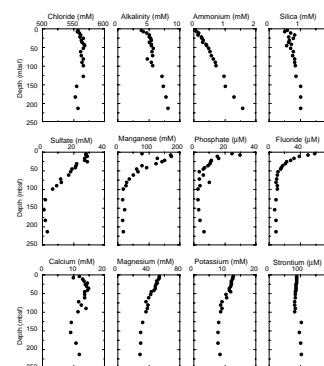 Chloride (mM) Alkalinity (mM) Ammonium (mM) Silica (mM)
500 550 600 0 5 10 0 1 2 0 1
0
50
100
150
200
250
Depth (mbsf)
Sulfate (mM) Manganese (mM) Phosphate (µM) Fluoride (µM)
0 20 40 0 100 200 0 20 40 0 40
0
50
100
150
200
250
Depth (mbsf)
Calcium (mM) Magnesium (mM) Potassium (mM) Strontium (µM)
0 10 20 0 40 80 0 10 20 0 100
0
50
100
150
200
250
Depth (mbsf)